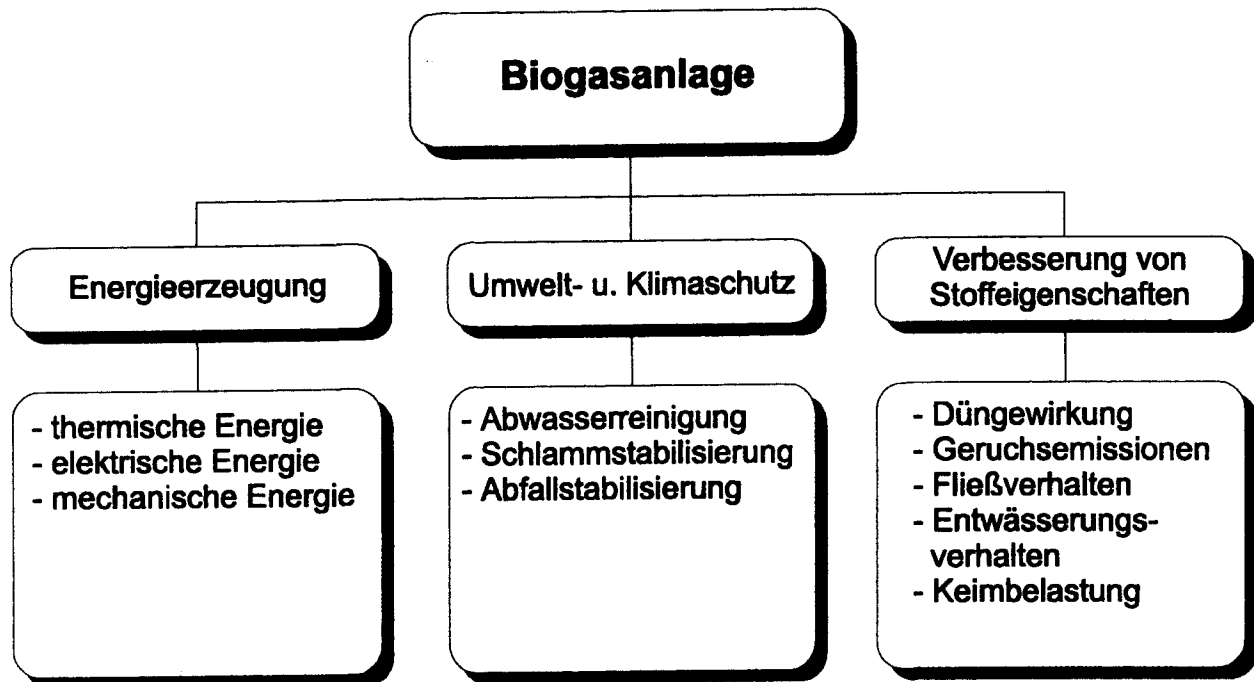 Biogasanlage
Energieerzeugung
Umwelt- u. Klimaschutz
Verbesserung von
Stoffeigenschaften
- thermische Energie
- elektrische Energie
- mechanische Energie
- Abwasserreinigung
- Schlammstabilisierung
- Abfallstabilisierung
- Düngewirkung
- Geruchsemissionen
- Fließverhalten
- Entwässerungs-
verhalten
- Keimbelastung